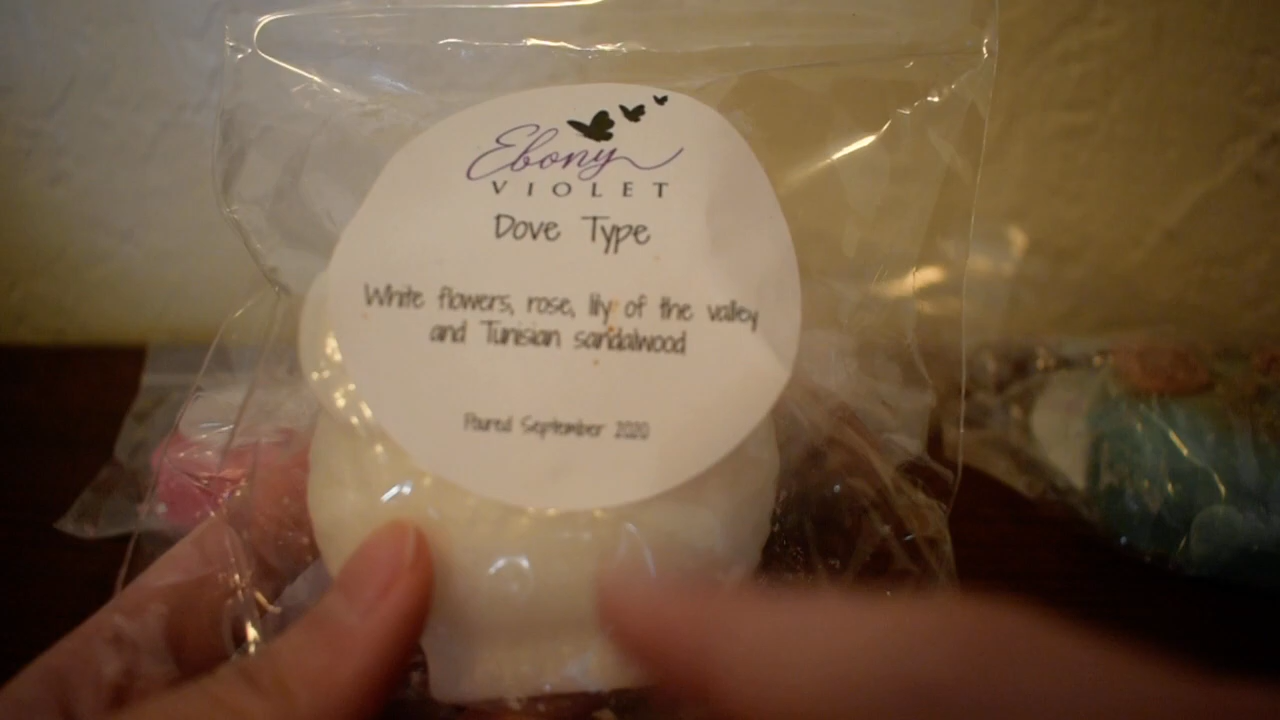 Ebony
VIOLET
Dove Type
White flowers, rose, lily of the valley
and Tunisian sandalwood
Poured September 2020